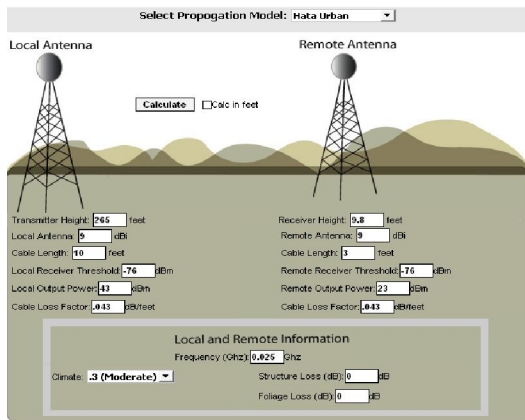 Select Propogation Model: Hata Urban
Local Antenna
Remote Antenna
Calculate Calc in feet
Transmitter Height: 265 feet
Receiver Height: 9.8 feet
Local Antenna: 9 dBi
Remote Antenna: 9 dBi
Cable Length: 10 feet
Cable Length: 3 feet
Local Receiver Threshold: -76 dBm
Remote Receiver Threshold: -76 dBm
Local Output Power: 43 dBm
Remote Output Power: 23 dBm
Cable Loss Factor: .043 dB/feet
Cable Loss Factor: .043 dB/feet
Local and Remote Information
Frequency (Ghz): 0.025 Ghz
Climate: .3 (Moderate)
Structure Loss (dB): 0 dB
Foliage Loss (dB): 0 dB